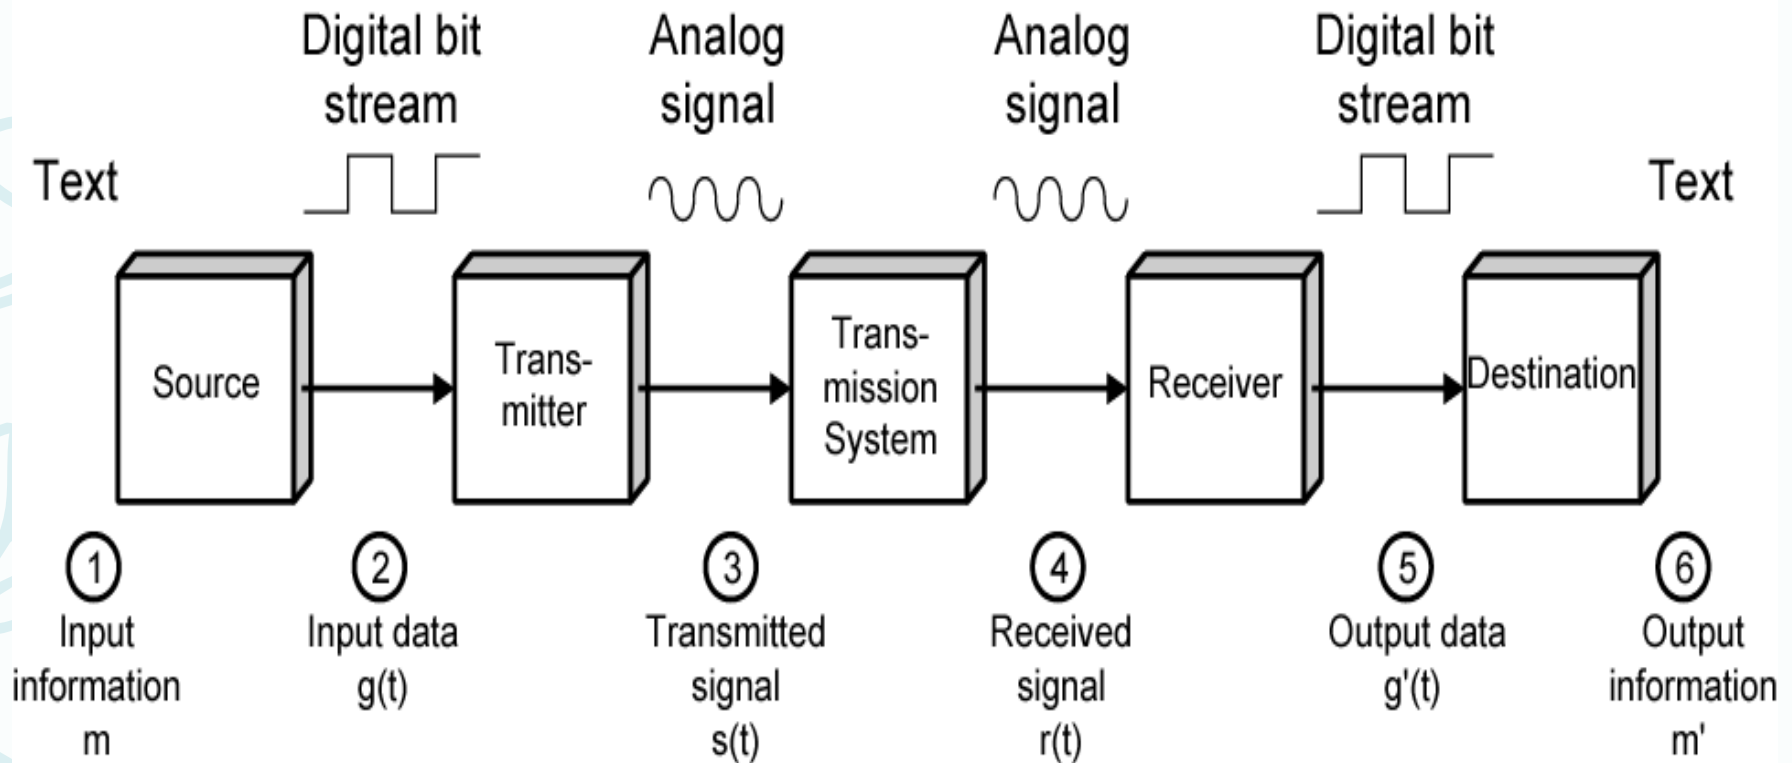 Digital bit
stream
Analog
signal
Analog
signal
Digital bit
stream
Text
Text
Source
Trans-
mitter
Trans-
mission
System
Receiver
Destination
1
Input
information
m
2
Input data
g(t)
3
Transmitted
signal
s(t)
4
Received
signal
r(t)
5
Output data
g'(t)
6
Output
information
m'